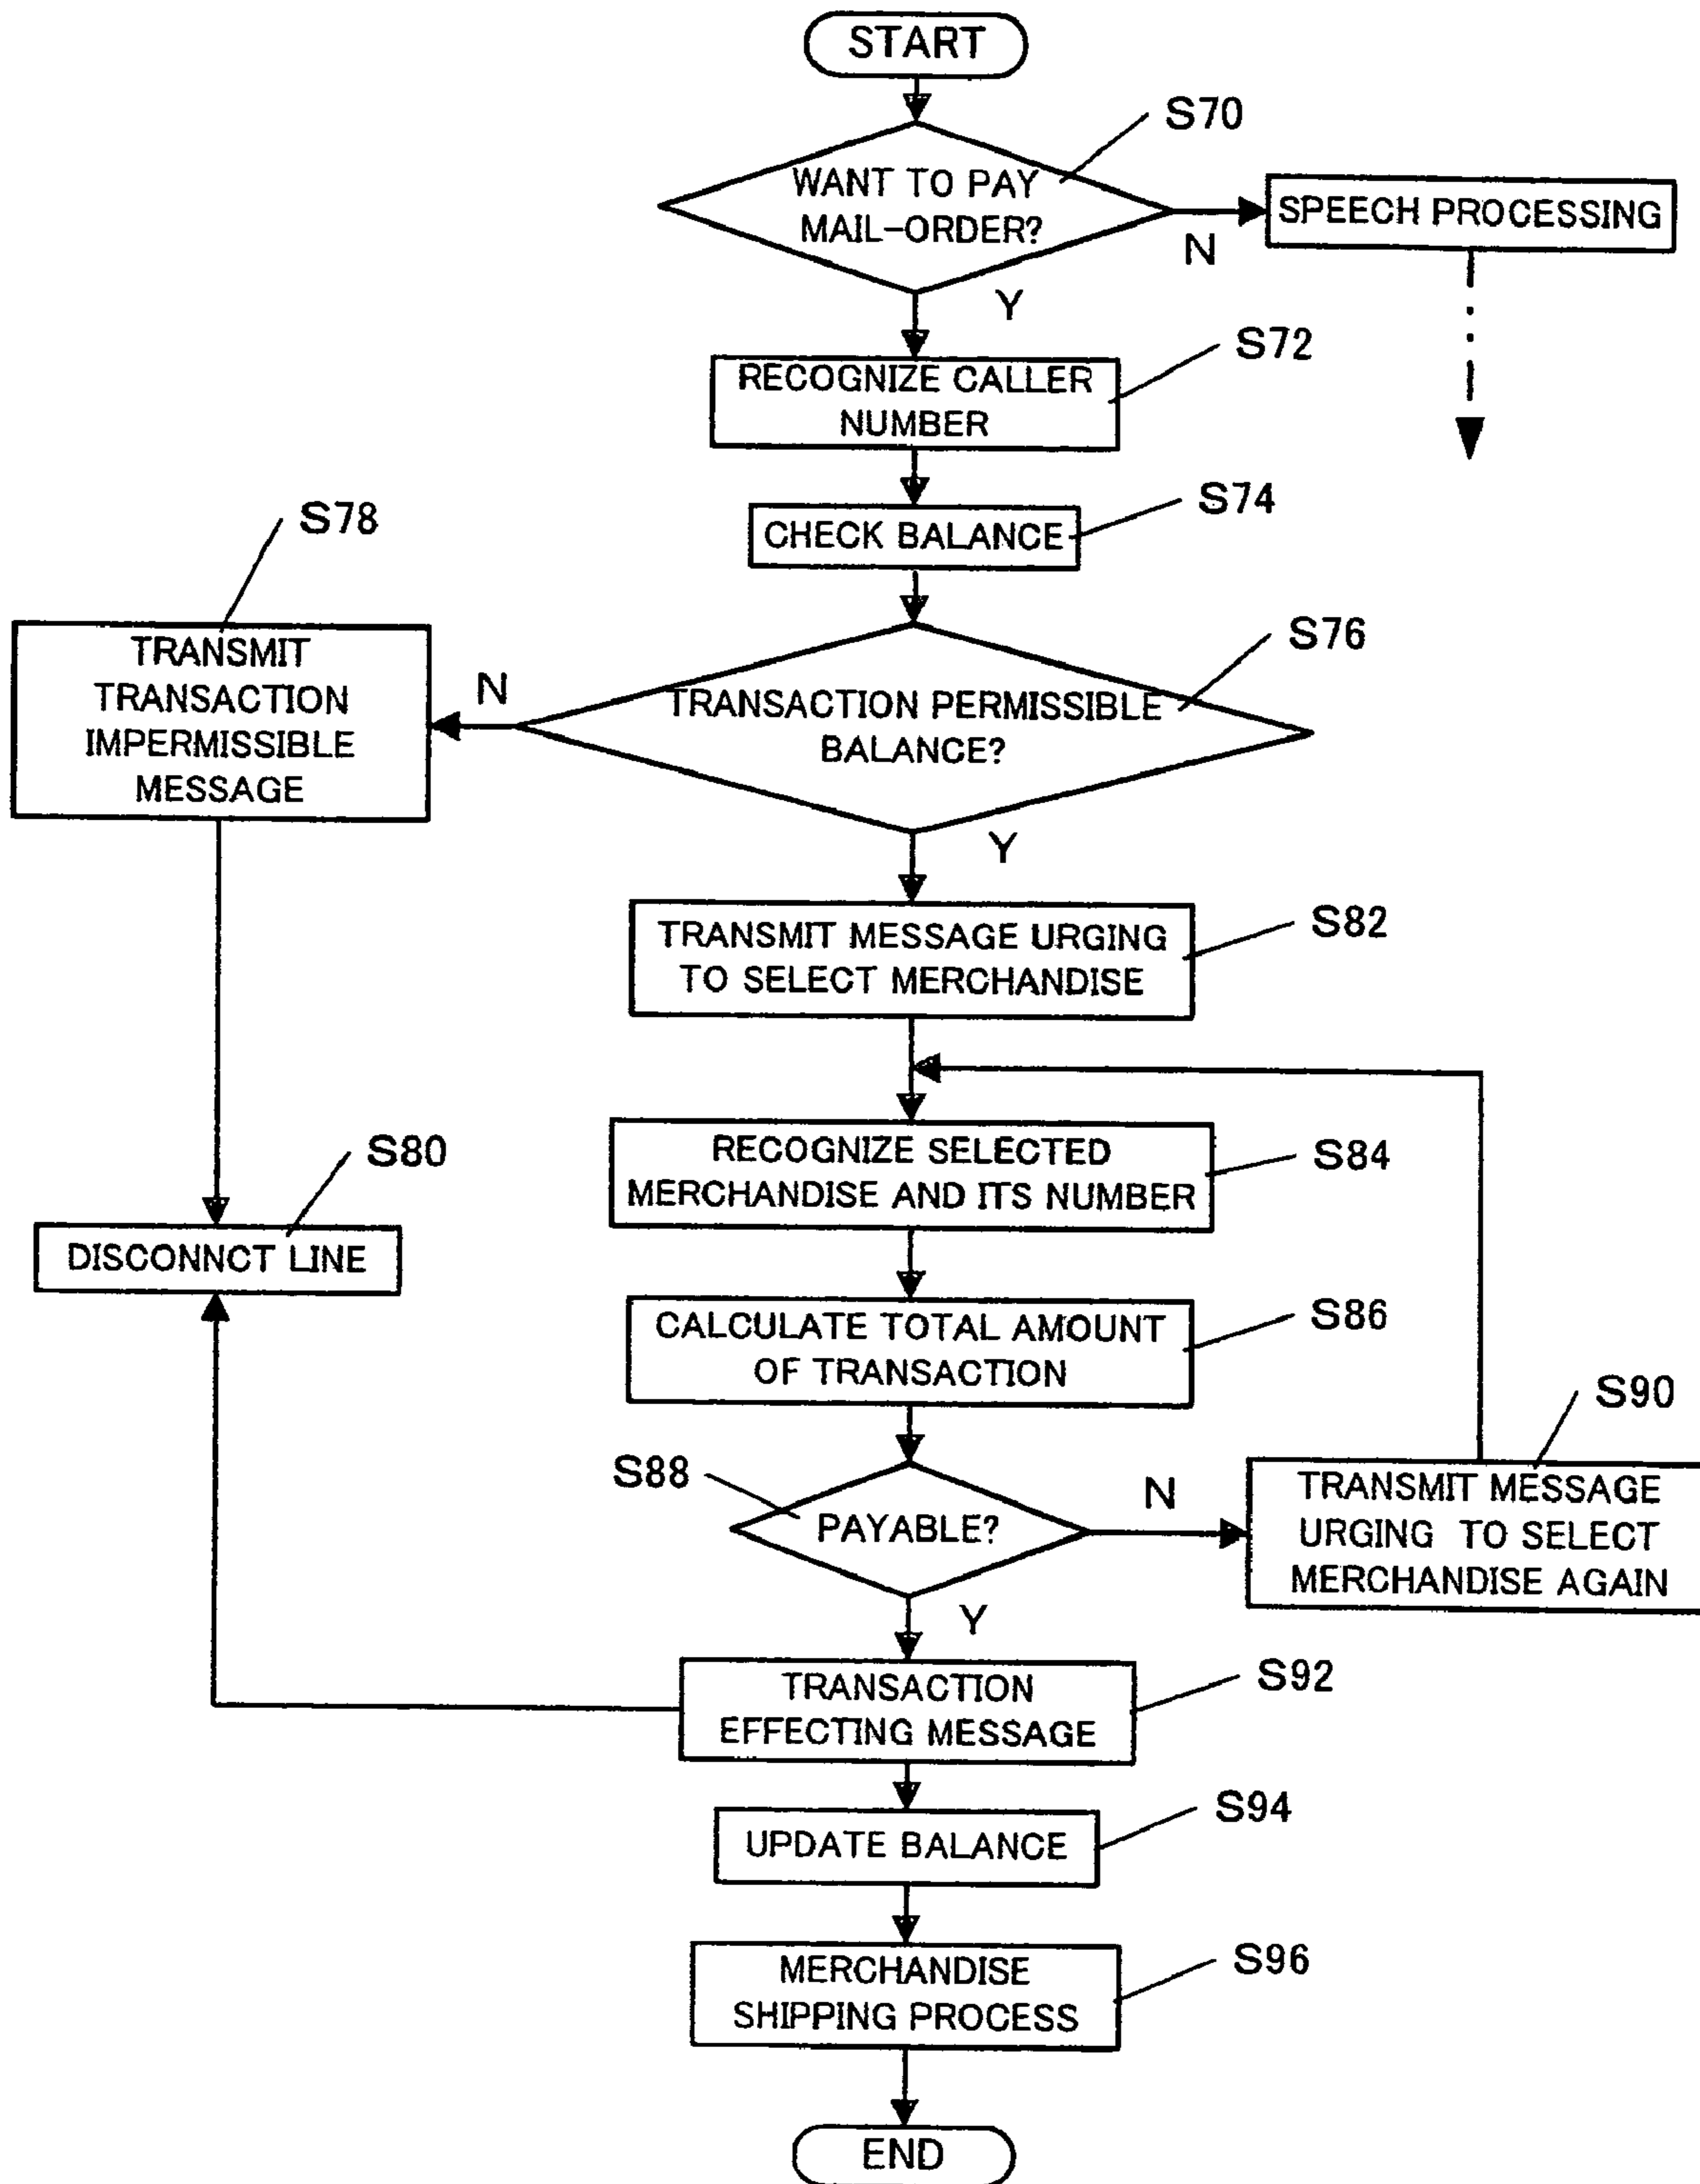 START
S70
WANT TO PAY
MAIL-ORDER?
N
SPEECH PROCESSING
Y
S72
RECOGNIZE CALLER
NUMBER
S74
CHECK BALANCE
S78
TRANSMIT
TRANSACTION
IMPERMISSIBLE
MESSAGE
N
S76
TRANSACTION PERMISSIBLE
BALANCE?
Y
S82
TRANSMIT MESSAGE URGING
TO SELECT MERCHANDISE
S84
RECOGNIZE SELECTED
MERCHANDISE AND ITS NUMBER
S80
DISCONNCT LINE
S86
CALCULATE TOTAL AMOUNT
OF TRANSACTION
S88
PAYABLE?
N
S90
TRANSMIT MESSAGE
URGING TO SELECT
MERCHANDISE AGAIN
Y
S92
TRANSACTION
EFFECTING MESSAGE
S94
UPDATE BALANCE
S96
MERCHANDISE
SHIPPING PROCESS
END